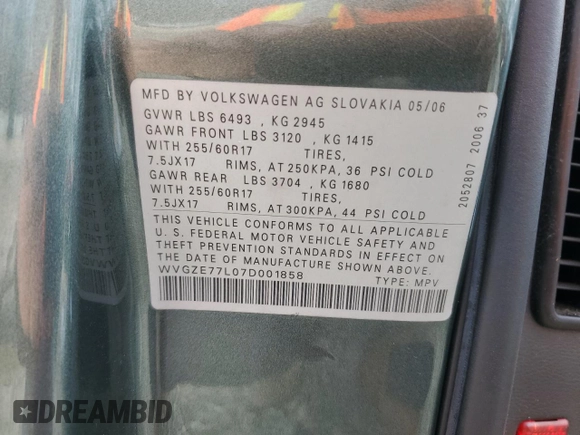 MFD BY VOLKSWAGEN AG SLOVAKIA 05/06
GVWR LBS 6493 , KG 2945
GAWR FRONT LBS 3120 , KG 1415
WITH 255/60R17 TIRES,
7.5JX17 RIMS, AT 250KPA, 36 PSI COLD
GAWR REAR LBS 3704 , KG 1680
WITH 255/60R17 TIRES,
7.5JX17 RIMS, AT 300KPA, 44 PSI COLD
THIS VEHICLE CONFORMS TO ALL APPLICABLE
U. S. FEDERAL MOTOR VEHICLE SAFETY AND
THEFT PREVENTION STANDARDS IN EFFECT ON
THE DATE OF MANUFACTURE SHOWN ABOVE.
WVGZE77L07D001858
TYPE: MPV
2052807 2006 37
DREAMBID